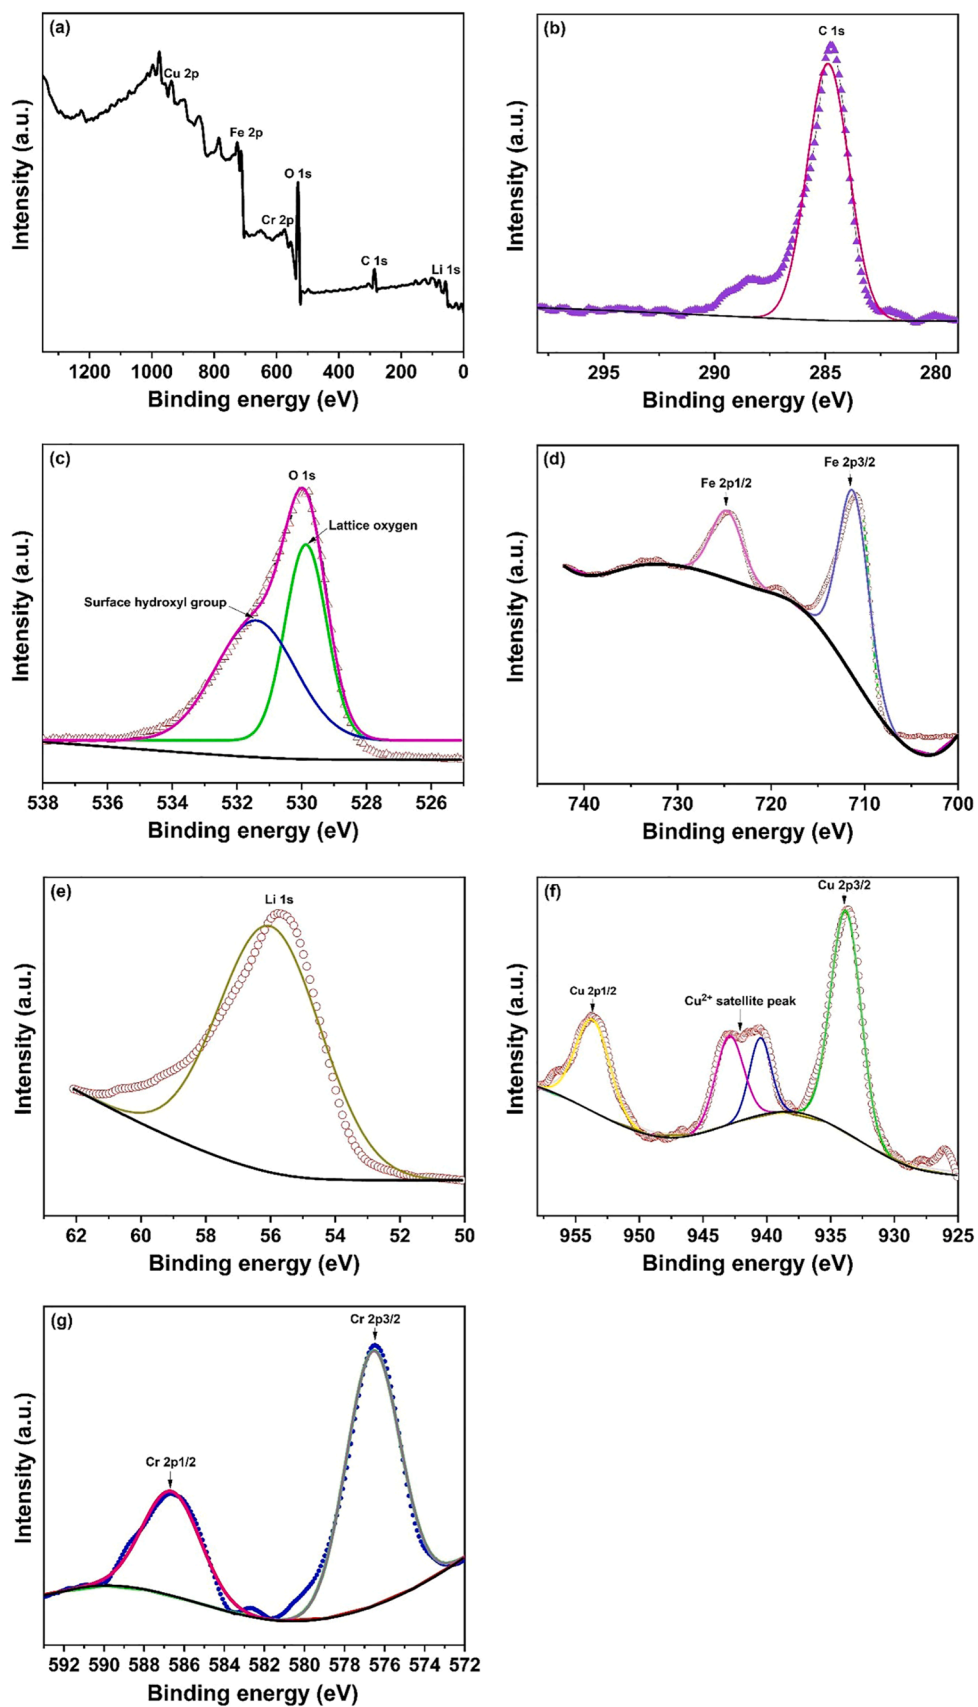 (a)
Cu 2p
Fe 2p
O 1s
Cr 2p
C 1s
Li 1s
Intensity (a.u.)
1200 1000 800 600 400 200 0
Binding energy (eV)
(b)
C 1s
Intensity (a.u.)
295 290 285 280
Binding energy (eV)
(c)
O 1s
Lattice oxygen
Surface hydroxyl group
Intensity (a.u.)
538 536 534 532 530 528 526
Binding energy (eV)
(d)
Fe 2p3/2
Fe 2p1/2
Intensity (a.u.)
740 730 720 710 700
Binding energy (eV)
(e)
Li 1s
Intensity (a.u.)
62 60 58 56 54 52 50
Binding energy (eV)
(f)
Cu 2p3/2
Cu 2p1/2
Cu²⁺ satellite peak
Intensity (a.u.)
955 950 945 940 935 930 925
Binding energy (eV)
(g)
Cr 2p3/2
Cr 2p1/2
Intensity (a.u.)
592 590 588 586 584 582 580 578 576 574 572
Binding energy (eV)